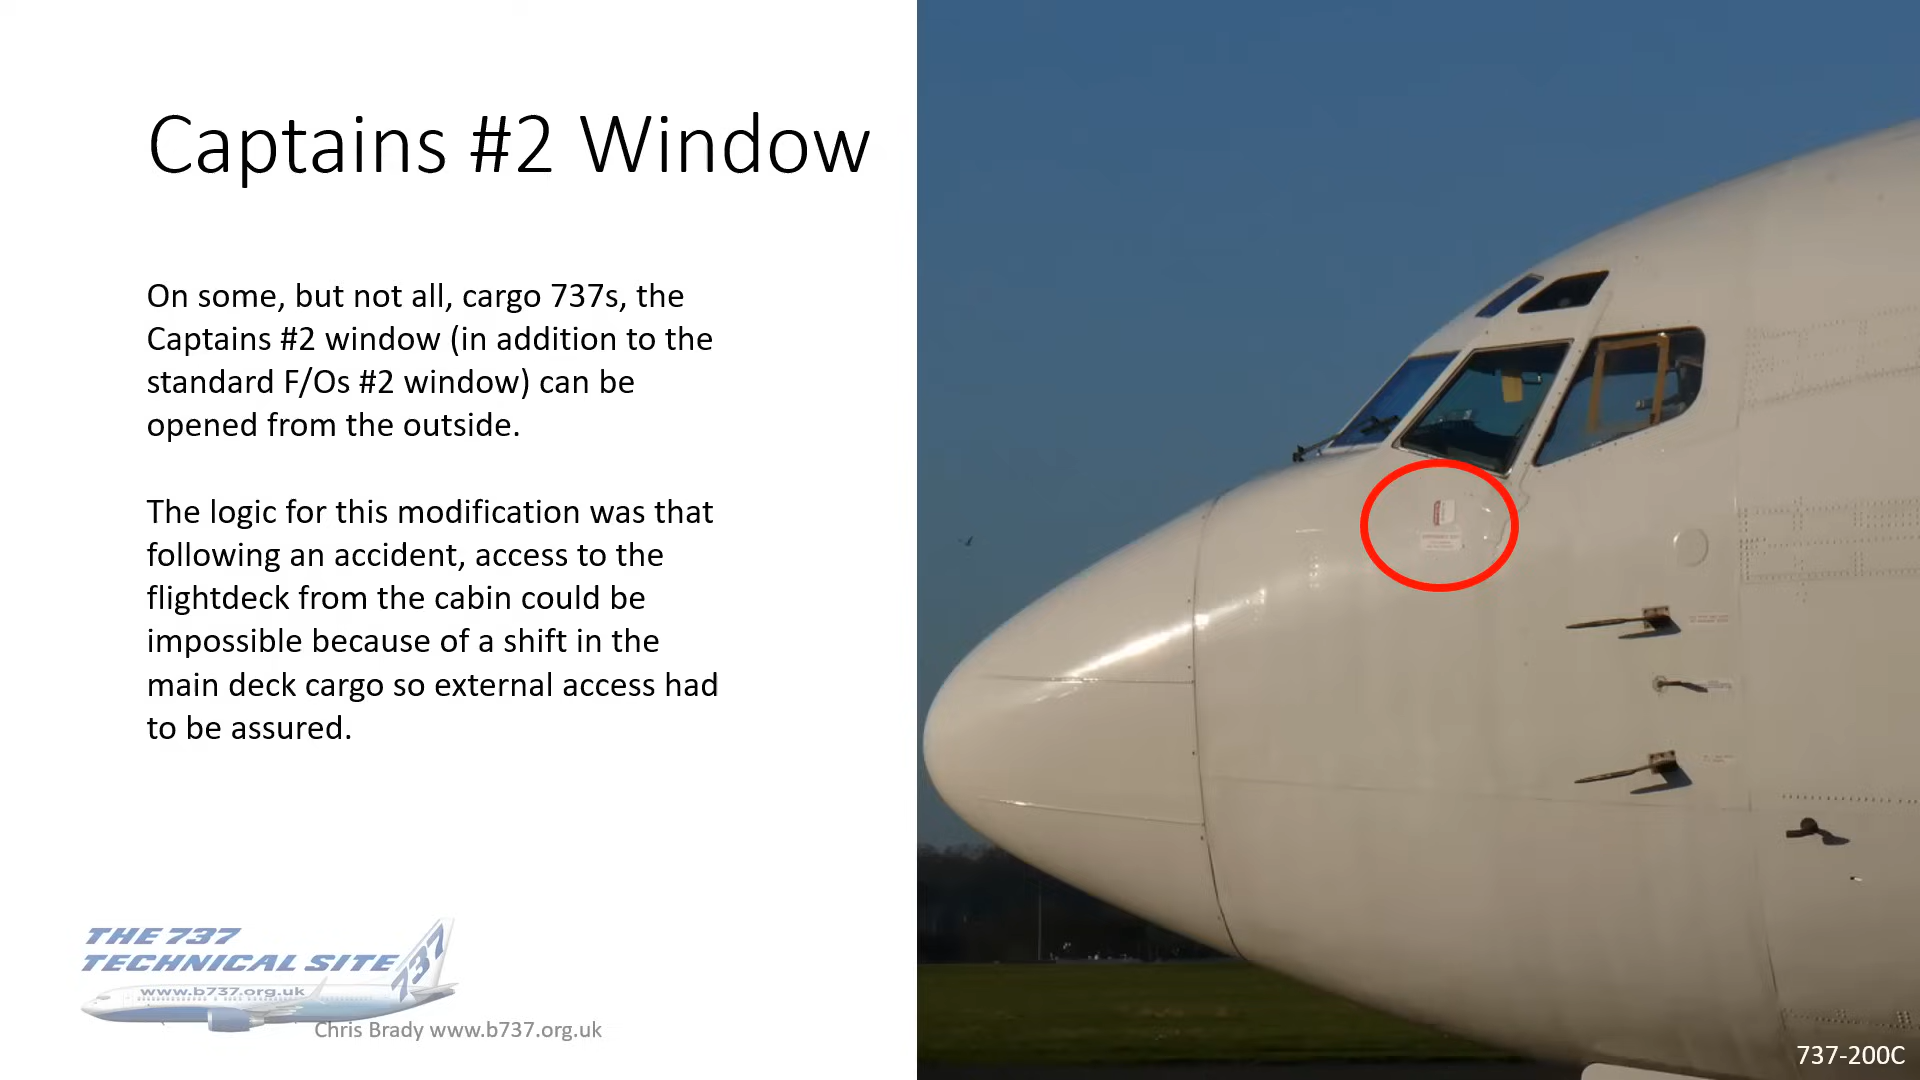 Captains #2 Window
On some, but not all, cargo 737s, the
Captains #2 window (in addition to the
standard F/Os #2 window) can be
opened from the outside.
The logic for this modification was that
following an accident, access to the
flightdeck from the cabin could be
impossible because of a shift in the
main deck cargo so external access had
to be assured.
THE 737
TECHNICAL SITE
737
www.b737.org.uk
Chris Brady www.b737.org.uk
737-200C